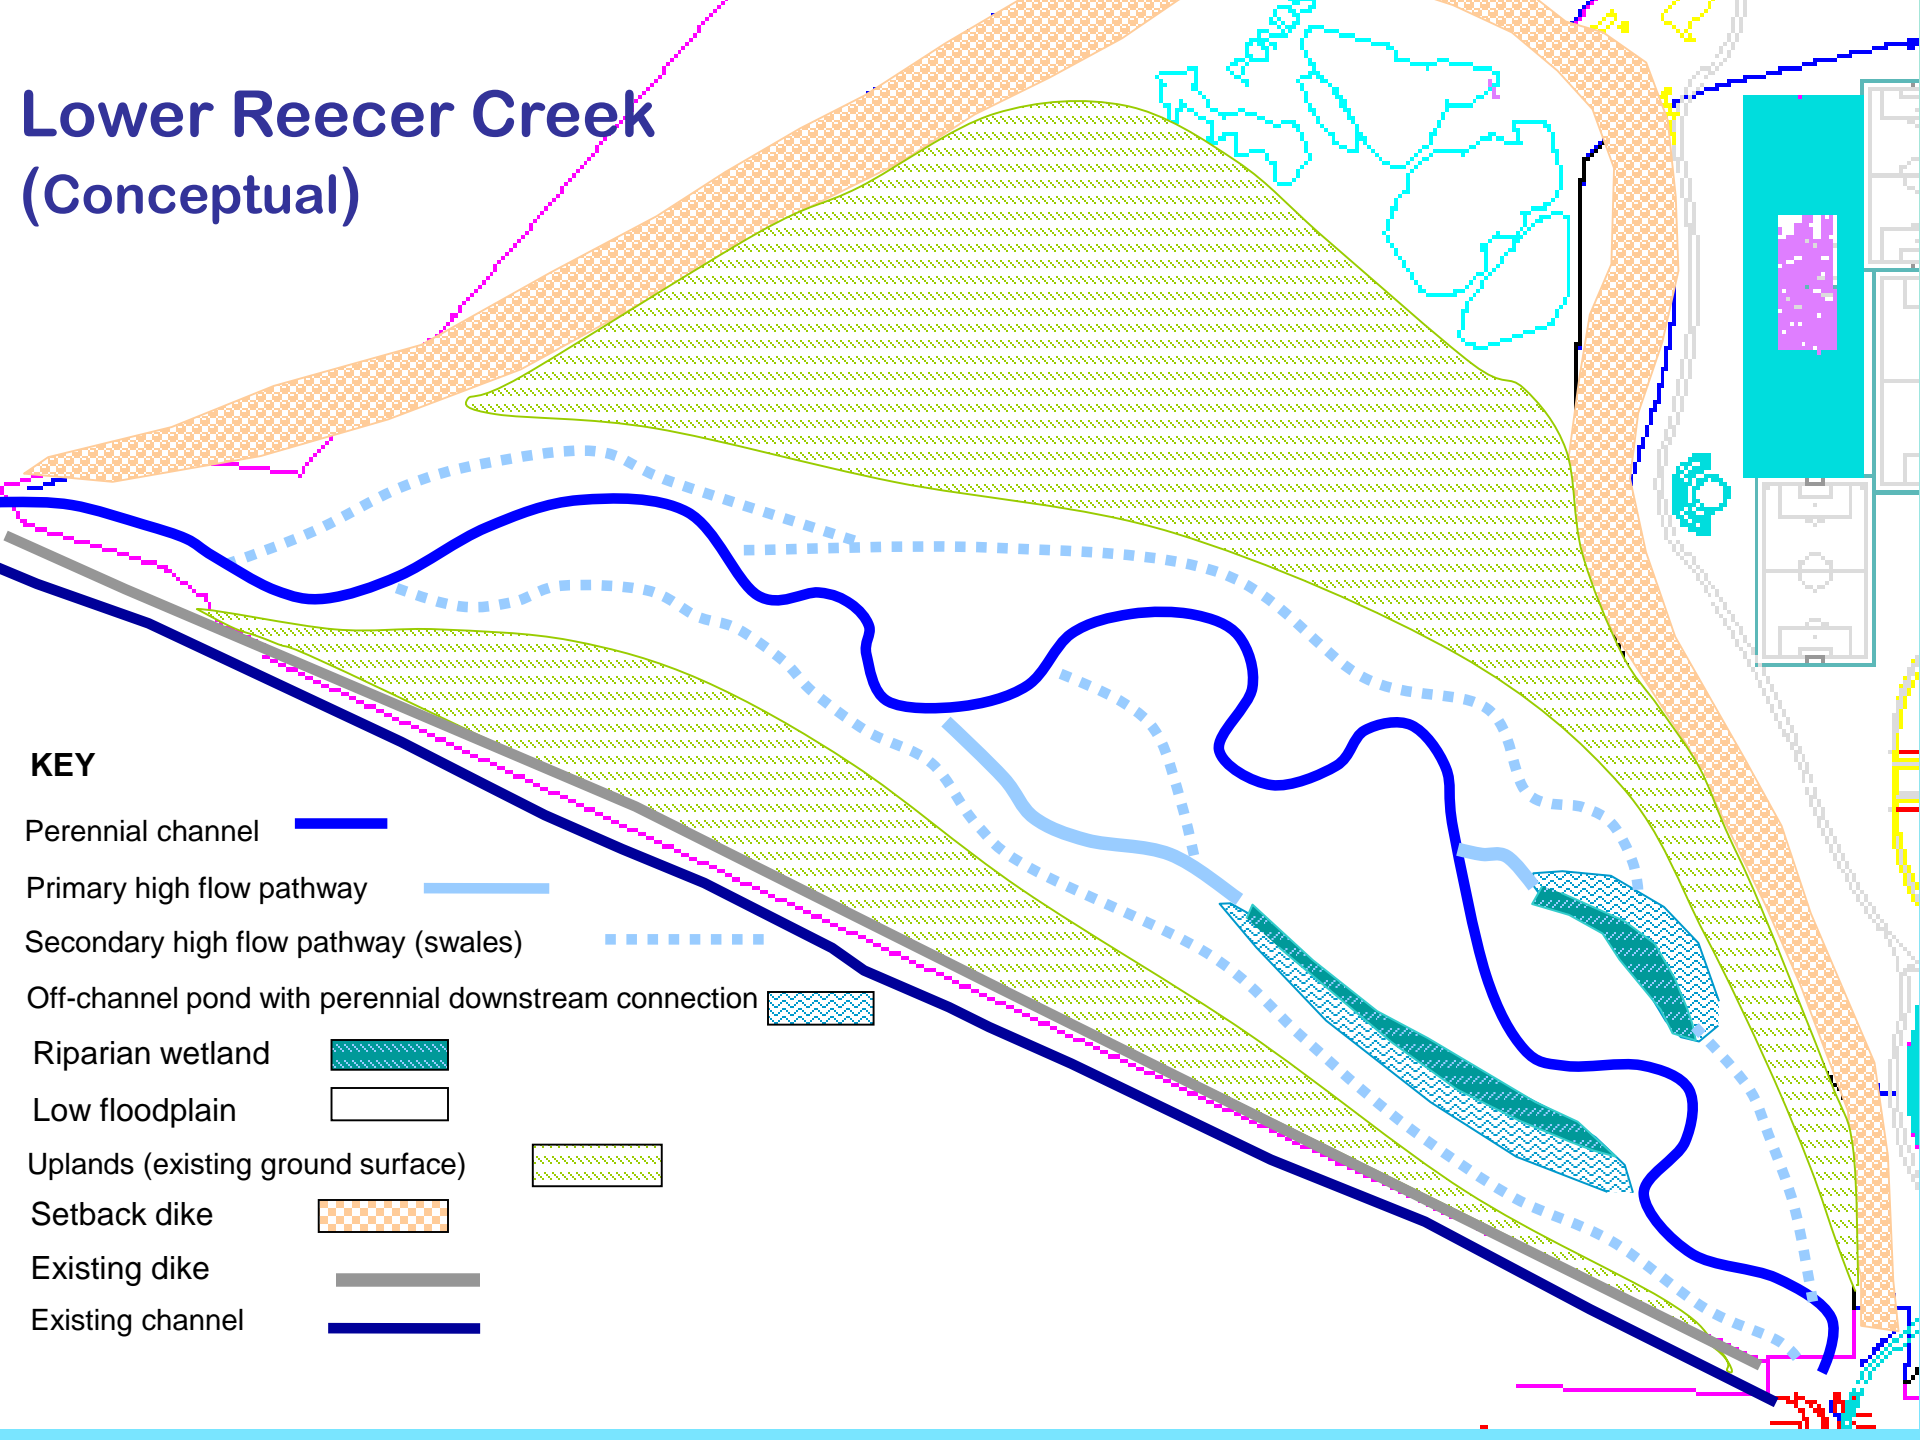 Lower Reecer Creek
(Conceptual)
KEY
Perennial channel
Primary high flow pathway
Secondary high flow pathway (swales)
Off-channel pond with perennial downstream connection
Riparian wetland
Low floodplain
Uplands (existing ground surface)
Setback dike
Existing dike
Existing channel